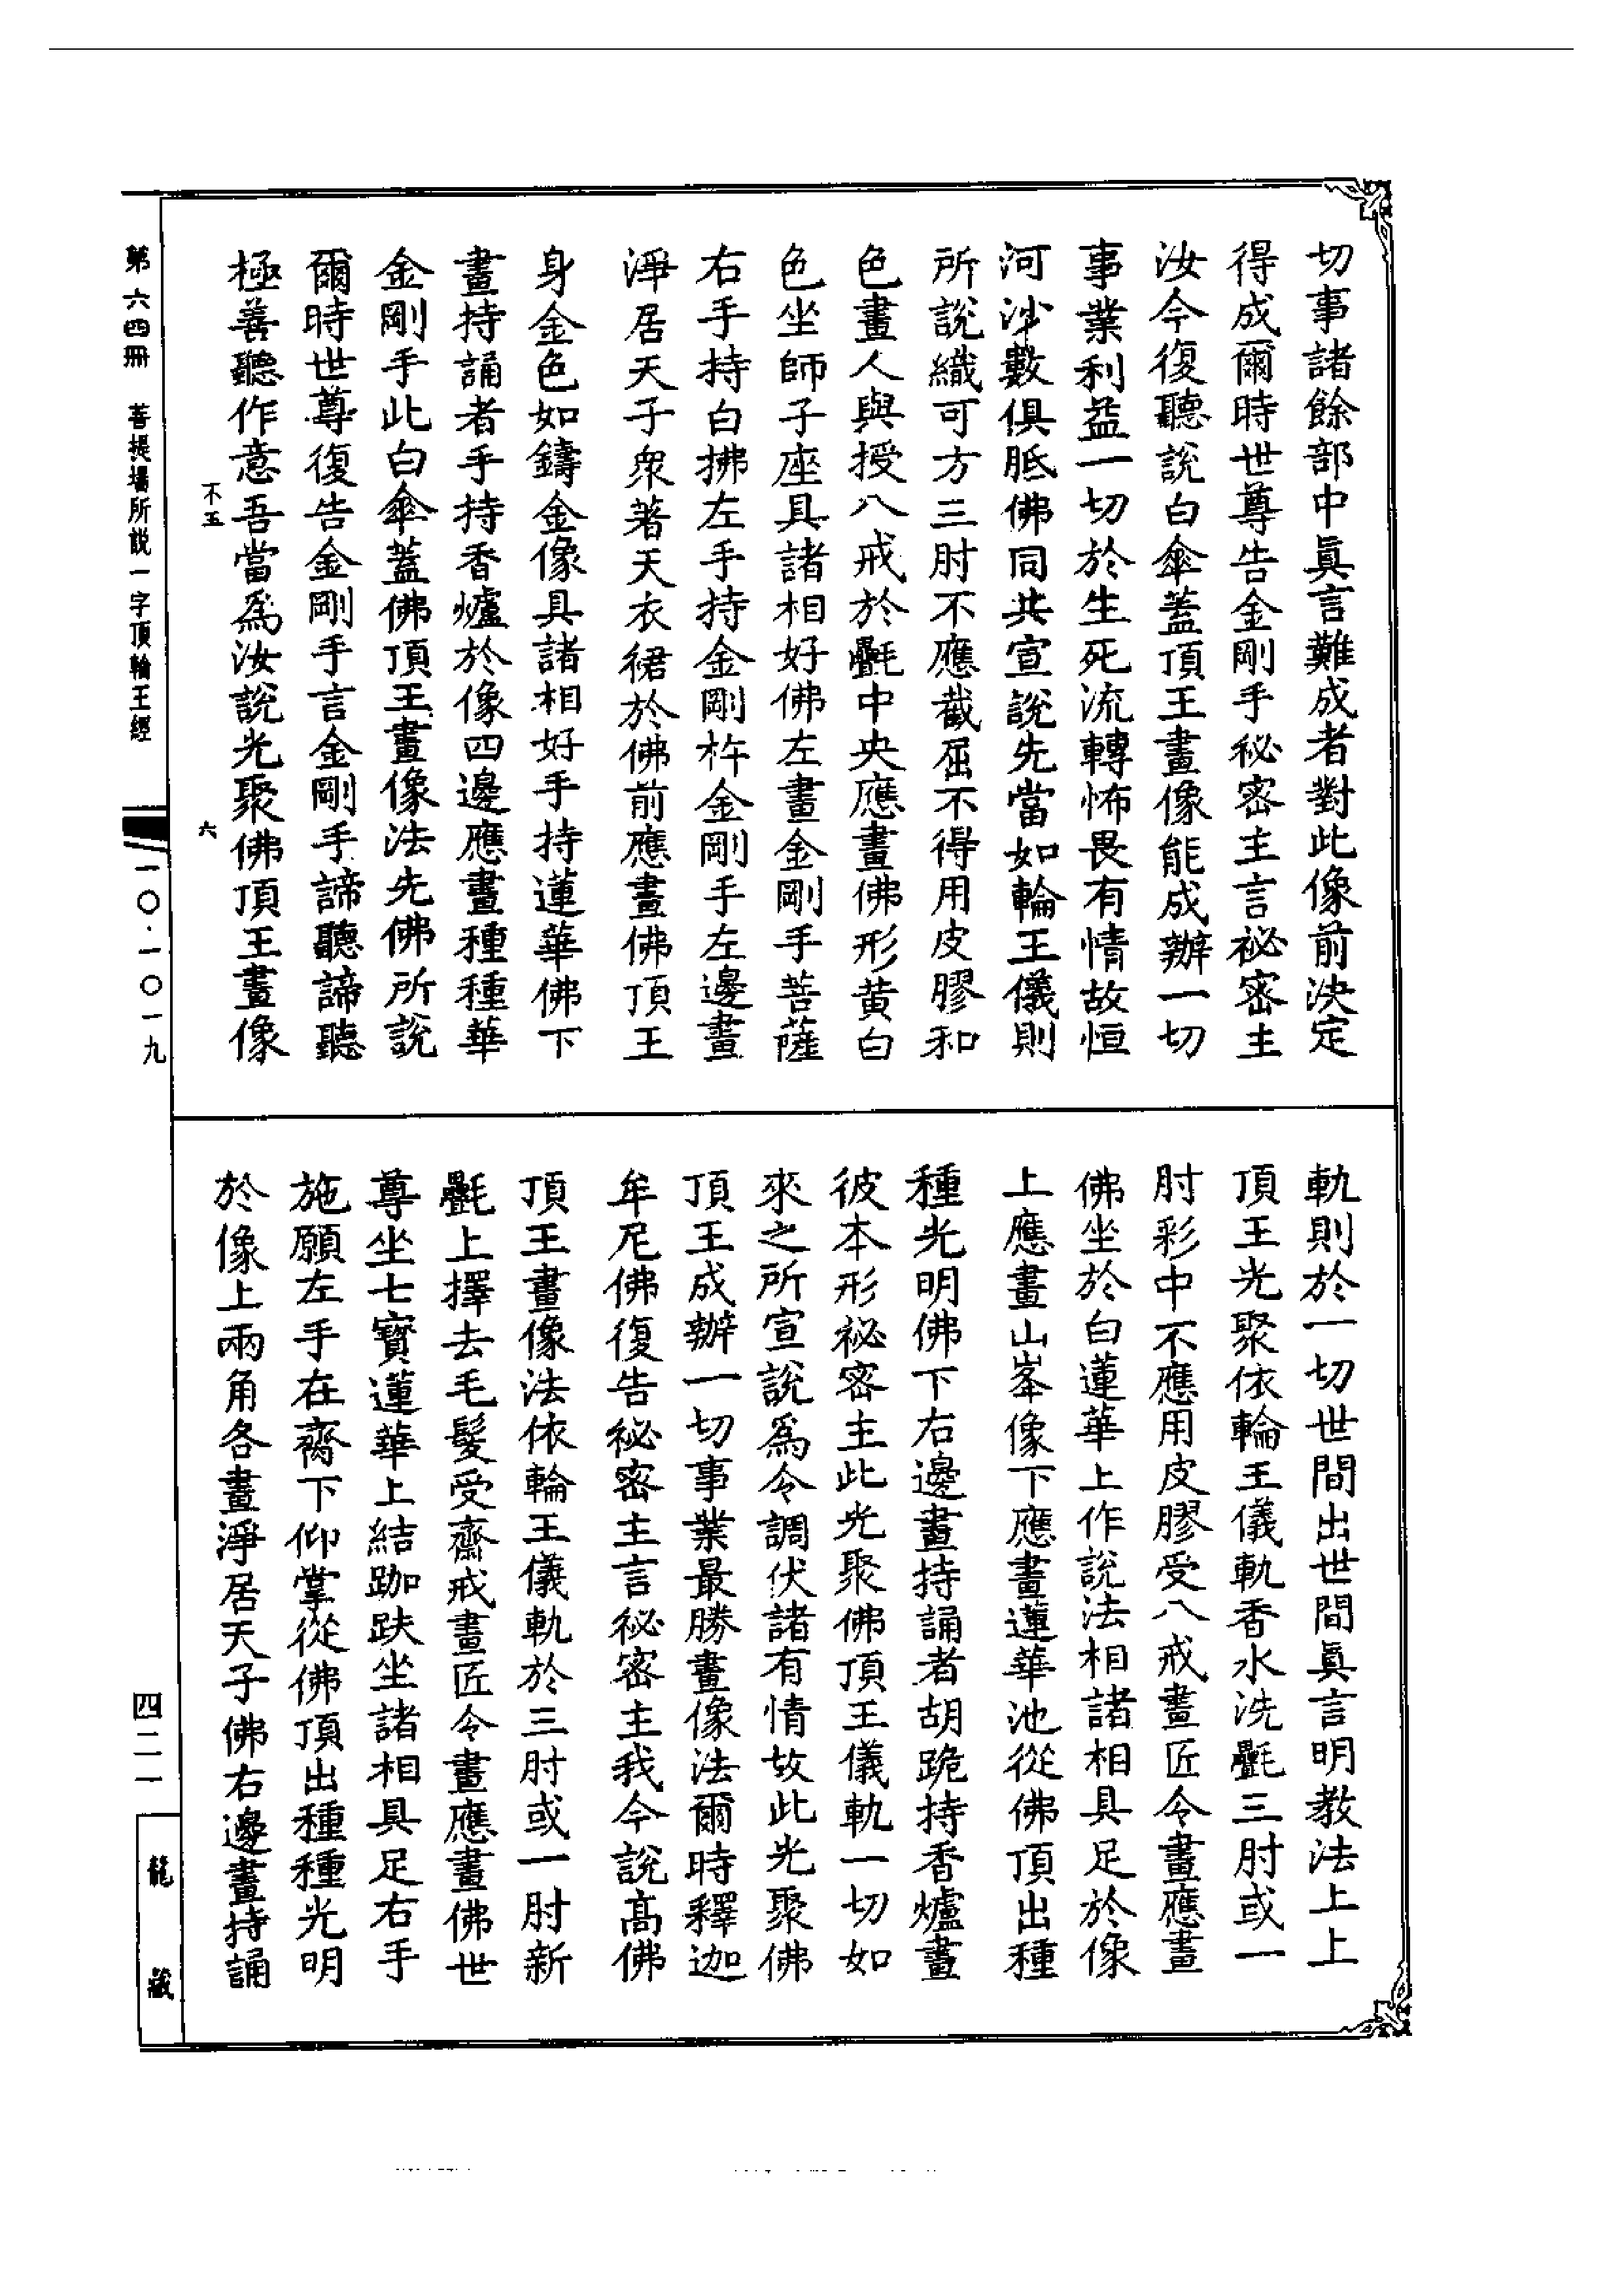 切事諸餘部中眞言難成者對此像前決定
得成爾時世尊告金剛手秘密主言祕密主
汝今復聽說白傘蓋頂王畫像能成辦一切
事業利益一切於生死流轉怖畏有情故恒
河沙數俱胝佛同共宣說先當如輪王儀則
所說織可方三肘不應截屈不得用皮膠和
色畫人與授八戒於㲲中央應畫佛形黄白
色坐師子座具諸相好佛左畫金剛手菩薩
右手持白拂左手持金剛杵金剛手左邊畫
淨居天子衆著天衣裙於佛前應畫佛頂王
身金色如鑄金像具諸相好手持蓮華佛下
畫持誦者手持香爐於像四邊應畫種種華
金剛手此白傘蓋佛頂王畫像法先佛所說
爾時世尊復告金剛手言金剛手諦聽諦聽
極善聽作意吾當爲汝說光聚佛頂王畫像
不五
六
軌則於一切世間出世間眞言明教法上上
頂王光聚依輪王儀軌香水洗㲲三肘或一
肘彩中不應用皮膠受八戒畫匠令畫應畫
佛坐於白蓮華上作說法相諸相具足於像
上應畫山峯像下應畫蓮華池從佛頂出種
種光明佛下右邊畫持誦者胡跪持香爐畫
彼本形祕密主此光聚佛頂王儀軌一切如
來之所宣說爲令調伏諸有情故此光聚佛
頂王成辦一切事業最勝畫像法爾時釋迦
牟尼佛復告祕密主言秘密主我今說高佛
頂王畫像法依輪王儀軌於三肘或一肘新
㲲上擇去毛髮受齋戒畫匠令畫應畫佛世
尊坐七寶蓮華上結跏趺坐諸相具足右手
施願左手在臍下仰掌從佛頂出種種光明
於像上兩角各畫淨居天子佛右邊畫持誦
第六四冊　菩提場所説一字頂輪王經
一〇·一〇一九
四二一
龍藏